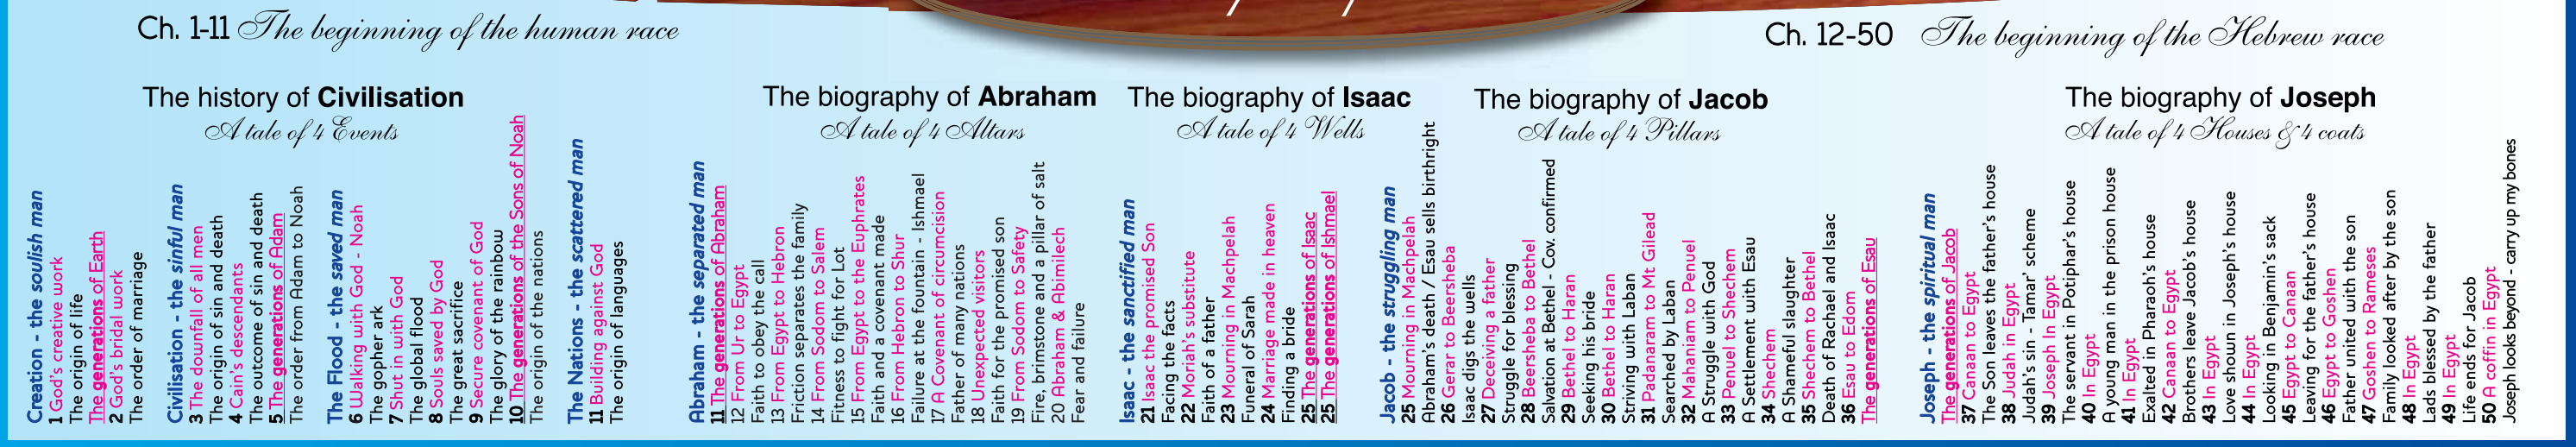 Ch. 1-11 The beginning of the human race
Ch. 12-50 The beginning of the Hebrew race
The history of Civilisation
A tale of 4 Events
Creation - the soulish man
1 God's creative work
The origin of life
The generations of Earth
2 God's bridal work
The order of marriage
Civilisation - the sinful man
3 The downfall of all men
The origin of sin and death
4 Cain's descendants
The outcome of sin and death
5 The generations of Adam
The order from Adam to Noah
The Flood - the saved man
6 Walking with God - Noah
The gopher ark
7 Shut in with God
The global flood
8 Souls saved by God
The great sacrifice
9 Secure covenant of God
The glory of the rainbow
10 The generations of the Sons of Noah
The origin of the nations
The Nations - the scattered man
11 Building against God
The origin of languages
The biography of Abraham
A tale of 4 Altars
Abraham - the separated man
11 The generations of Abraham
12 From Ur to Egypt
Faith to obey the call
13 From Egypt to Hebron
Friction separates the family
14 From Sodom to Salem
Fitness to fight for Lot
15 From Egypt to the Euphrates
Faith and a covenant made
16 From Hebron to Shur
Failure at the fountain - Ishmael
17 A Covenant of circumcision
Father of many nations
18 Unexpected visitors
Faith for the promised son
19 From Sodom to Safety
Fire, brimstone and a pillar of salt
20 Abraham & Abimilech
Fear and failure
The biography of Isaac
A tale of 4 Wells
Isaac - the sanctified man
21 Isaac the promised Son
Facing the facts
22 Moriah's substitute
Faith of a father
23 Mourning in Machpelah
Funeral of Sarah
24 Marriage made in heaven
Finding a bride
25 The generations of Isaac
25 The generations of Ishmael
The biography of Jacob
A tale of 4 Pillars
Jacob - the struggling man
25 Mourning in Machpelah
Abraham's death / Esau sells birthright
26 Gerar to Beersheba
Isaac digs the wells
27 Deceiving a father
Struggle for blessing
28 Beersheba to Bethel
Salvation at Bethel - Cov. confirmed
29 Bethel to Haran
Seeking his bride
30 Bethel to Haran
Striving with Laban
31 Padanaram to Mt Gilead
Searched by Laban
32 Mahaniam to Penuel
A Struggle with God
33 Penuel to Shechem
A Settlement with Esau
34 Shechem
A Shameful slaughter
35 Shechem to Bethel
Death of Rachael and Isaac
36 Esau to Edom
The generations of Esau
The biography of Joseph
A tale of 4 Houses & 4 coats
Joseph - the spiritual man
The generations of Jacob
37 Canaan to Egypt
The Son leaves the father's house
38 Judah in Egypt
Judah's sin - Tamar' scheme
39 Joseph In Egypt
The servant in Potiphar's house
40 In Egypt
A young man in the prison house
41 In Egypt
Exalted in Pharaoh's house
42 Canaan to Egypt
Brothers leave Jacob's house
43 In Egypt
Love shown in Joseph's house
44 In Egypt
Looking in Benjamin's sack
45 Egypt to Canaan
Leaving for the father's house
46 Egypt to Goshen
Father united with the son
47 Goshen to Rameses
Family looked after by the son
48 In Egypt
Lads blessed by the father
49 In Egypt
Life ends for Jacob
50 A coffin in Egypt
Joseph looks beyond - carry up my bones